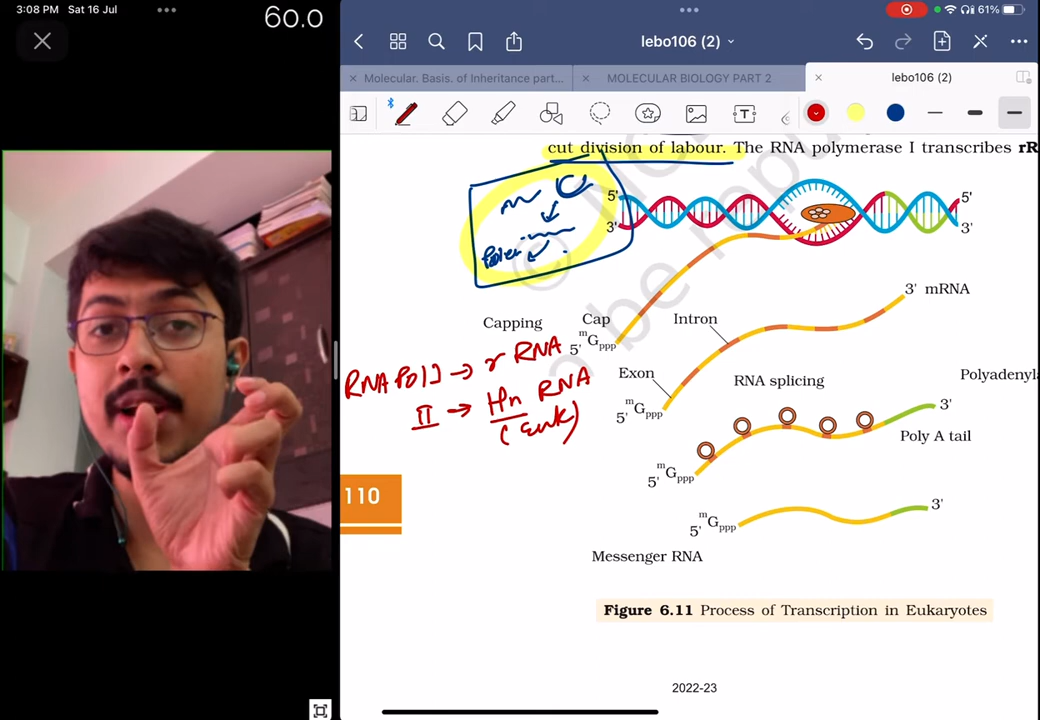 3:08 PM Sat 16 Jul
60.0
61%
lebo106 (2)
Molecular. Basis. of Inheritance part...
MOLECULAR BIOLOGY PART 2
lebo106 (2)
cut division of labour. The RNA polymerase I transcribes rR
5'
3'
5'
3'
Capping
Cap
5' mGppp
Intron
3' mRNA
RNA Pol I → r RNA
II → Hn RNA
(Euk)
Exon
5' mGppp
RNA splicing
Polyadenyla
3'
Poly A tail
5' mGppp
110
3'
5' mGppp
Messenger RNA
Figure 6.11 Process of Transcription in Eukaryotes
2022-23